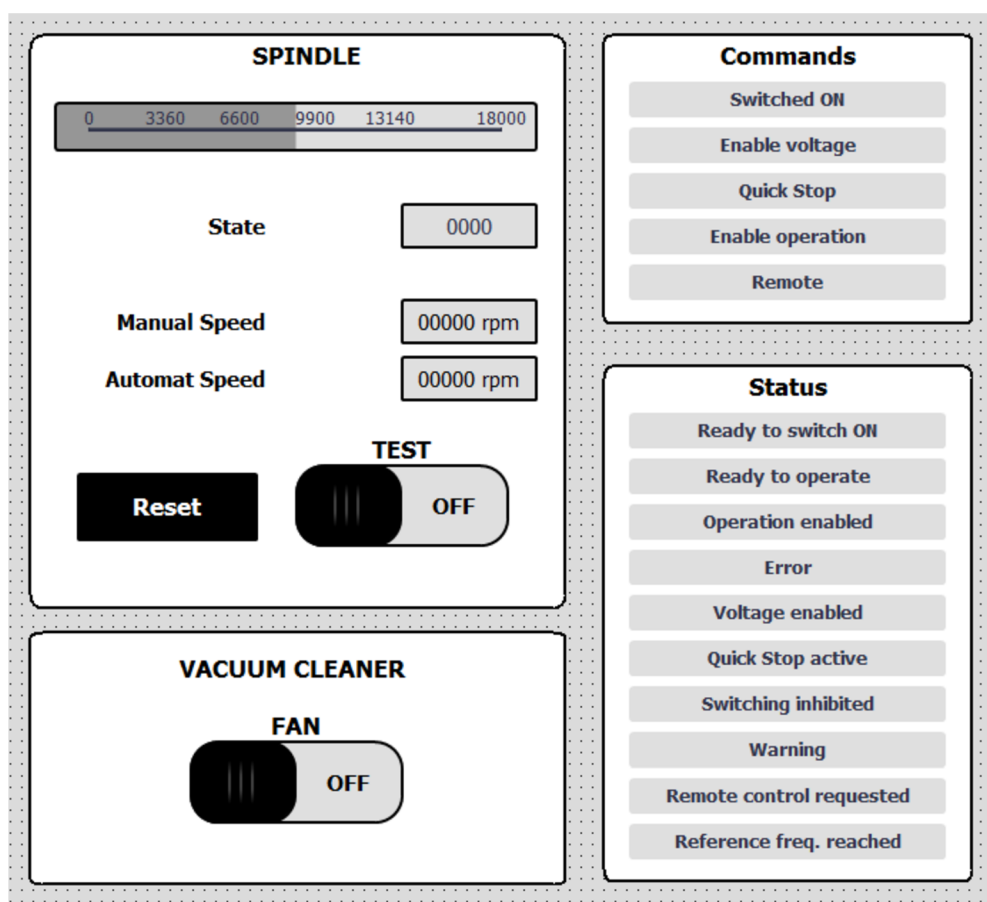 SPINDLE
0 3360 6600 9900 13140 18000
State 0000
Manual Speed 00000 rpm
Automat Speed 00000 rpm
TEST
Reset OFF
VACUUM CLEANER
FAN
OFF
Commands
Switched ON
Enable voltage
Quick Stop
Enable operation
Remote
Status
Ready to switch ON
Ready to operate
Operation enabled
Error
Voltage enabled
Quick Stop active
Switching inhibited
Warning
Remote control requested
Reference freq. reached